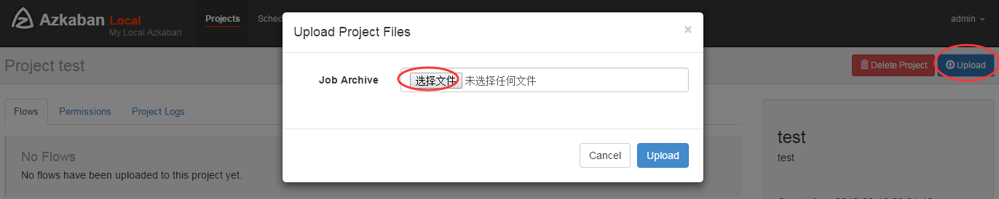 Azkaban Local
My Local Azkaban
Projects
Sched
admin
Upload Project Files
×
Project test
Delete Project
Upload
Job Archive
选择文件 未选择任何文件
Flows
Permissions
Project Logs
No Flows
No flows have been uploaded to this project yet.
test
test
Cancel
Upload